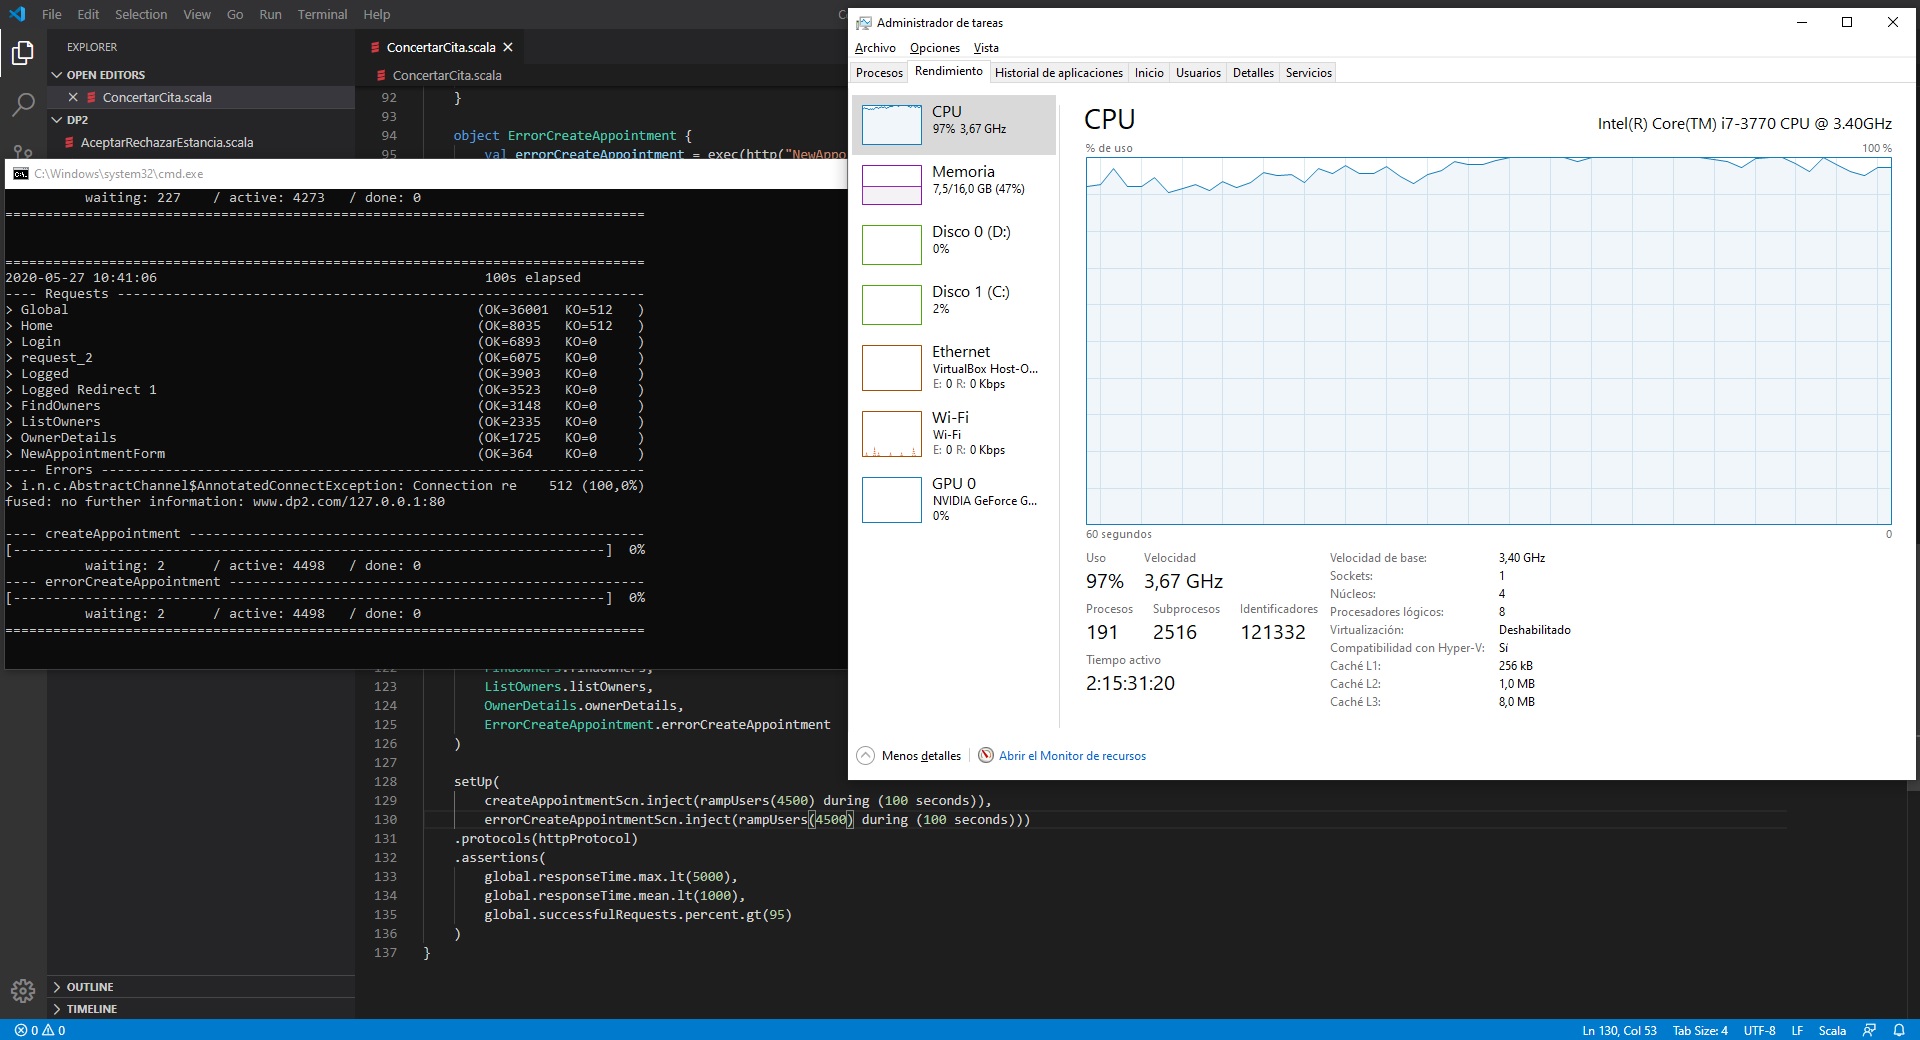 File Edit Selection View Go Run Terminal Help
EXPLORER
OPEN EDITORS
ConcertarCita.scala
DP2
AceptarRechazarEstancia.scala
ConcertarCita.scala
ConcertarCita.scala
92 }
93
94 object ErrorCreateAppointment {
95 val errorCreateAppointment = exec(http("NewAppo
C:\Windows\system32\cmd.exe
waiting: 227 / active: 4273 / done: 0
================================================================================
================================================================================
2020-05-27 10:41:06 100s elapsed
---- Requests ------------------------------------------------------------------
> Global (OK=36001 KO=512 )
> Home (OK=8035 KO=512 )
> Login (OK=6893 KO=0 )
> request_2 (OK=6075 KO=0 )
> Logged (OK=3903 KO=0 )
> Logged Redirect 1 (OK=3523 KO=0 )
> FindOwners (OK=3148 KO=0 )
> ListOwners (OK=2335 KO=0 )
> OwnerDetails (OK=1725 KO=0 )
> NewAppointmentForm (OK=364 KO=0 )
---- Errors --------------------------------------------------------------------
> i.n.c.AbstractChannel$AnnotatedConnectException: Connection re 512 (100,0%)
fused: no further information: www.dp2.com/127.0.0.1:80
---- createAppointment ---------------------------------------------------------
[--------------------------------------------------------------------------] 0%
waiting: 2 / active: 4498 / done: 0
---- errorCreateAppointment ----------------------------------------------------
[--------------------------------------------------------------------------] 0%
waiting: 2 / active: 4498 / done: 0
================================================================================
123 ListOwners.listOwners,
124 OwnerDetails.ownerDetails,
125 ErrorCreateAppointment.errorCreateAppointment
126 )
127
128 setUp(
129 createAppointmentScn.inject(rampUsers(4500) during (100 seconds)),
130 errorCreateAppointmentScn.inject(rampUsers(4500) during (100 seconds)))
131 .protocols(httpProtocol)
132 .assertions(
133 global.responseTime.max.lt(5000),
134 global.responseTime.mean.lt(1000),
135 global.successfulRequests.percent.gt(95)
136 )
137 }
OUTLINE
TIMELINE
0 0
Ln 130, Col 53 Tab Size: 4 UTF-8 LF Scala
Administrador de tareas
Archivo Opciones Vista
Procesos Rendimiento Historial de aplicaciones Inicio Usuarios Detalles Servicios
CPU
97% 3,67 GHz
Memoria
7,5/16,0 GB (47%)
Disco 0 (D:)
0%
Disco 1 (C:)
2%
Ethernet
VirtualBox Host-O...
E: 0 R: 0 Kbps
Wi-Fi
Wi-Fi
E: 0 R: 0 Kbps
GPU 0
NVIDIA GeForce G...
0%
CPU
Intel(R) Core(TM) i7-3770 CPU @ 3.40GHz
% de uso 100 %
60 segundos 0
Uso Velocidad
97% 3,67 GHz
Procesos Subprocesos Identificadores
191 2516 121332
Tiempo activo
2:15:31:20
Velocidad de base: 3,40 GHz
Sockets: 1
Núcleos: 4
Procesadores lógicos: 8
Virtualización: Deshabilitado
Compatibilidad con Hyper-V: Sí
Caché L1: 256 kB
Caché L2: 1,0 MB
Caché L3: 8,0 MB
Menos detalles Abrir el Monitor de recursos